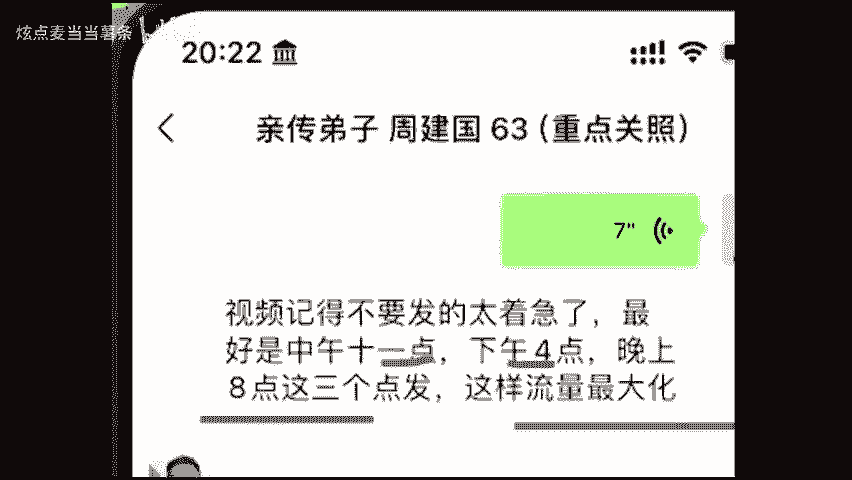 炫点麦当当薯条
20:22
亲传弟子 周建国 63（重点关照）
7"
视频记得不要发的太着急了，最
好是中午十一点，下午4点，晚上
8点这三个点发，这样流量最大化